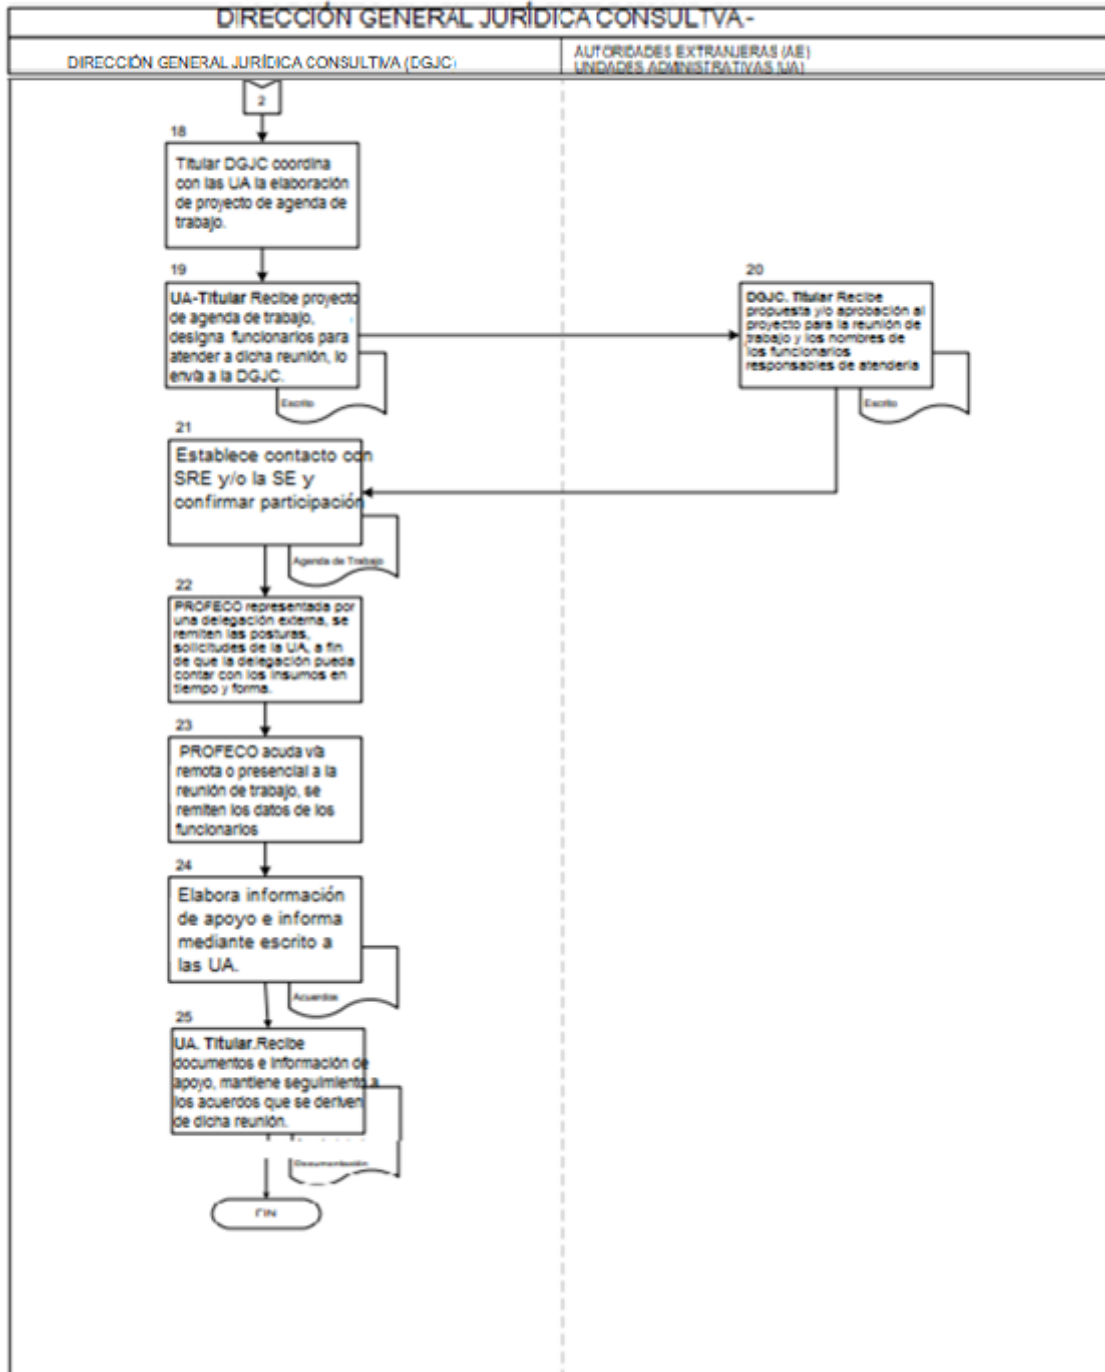 DIRECCIÓN GENERAL JURÍDICA CONSULTVA-
DIRECCIÓN GENERAL JURÍDICA CONSULTIVA (DGJC)
AUTORIDADES EXTRANJERAS (AE)
UNIDADES ADMINISTRATIVAS (UA)
2
18
Titular DGJC coordina
con las UA la elaboración
de proyecto de agenda de
trabajo.
19
UA-Titular Recibe proyecto
de agenda de trabajo,
designa funcionarios para
atender a dicha reunión, lo
envía a la DGJC.
Escrito
20
DGJC. Titular Recibe
propuesta y/o aprobación al
proyecto para la reunión de
trabajo y los nombres de
los funcionarios
responsables de atenderla
Escrito
21
Establece contacto con
SRE y/o la SE y
confirmar participación
Agenda de Trabajo
22
PROFECO representada por
una delegación externa, se
remiten las posturas,
solicitudes de la UA, a fin
de que la delegación pueda
contar con los insumos en
tiempo y forma.
23
PROFECO acuda vía
remota o presencial a la
reunión de trabajo, se
remiten los datos de los
funcionarios
24
Elabora información
de apoyo e informa
mediante escrito a
las UA.
Acuerdos
25
UA. Titular.Recibe
documentos e información de
apoyo, mantiene seguimiento a
los acuerdos que se deriven
de dicha reunión.
Documentación
FIN